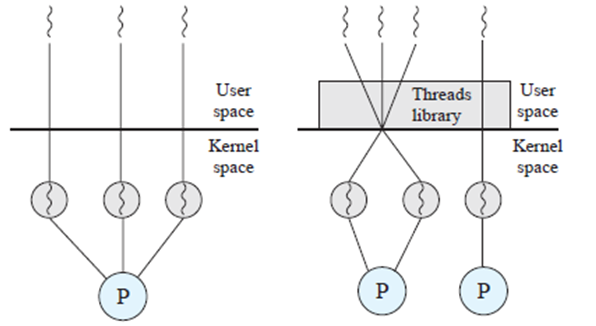 User
space
Kernel
space
P
Threads
library
User
space
Kernel
space
P
P